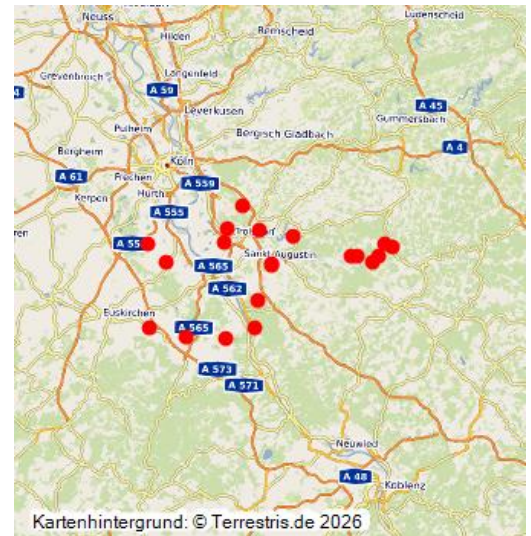 Neuss
Hilden
Remscheid
Lüdenscheid
Grevenbroich
A 59
Langenfeld
A 45
Leverkusen
Gummersbach
Pulheim
Bergisch Gladbach
A 4
Bergheim
Köln
A 61
Frechen
A 559
Kerpen
Hürth
A 555
Sankt Augustin
A 565
A 562
Euskirchen
A 565
A 573
A 571
Neuwied
A 48
Koblenz
Kartenhintergrund: © Terrestris.de 2026